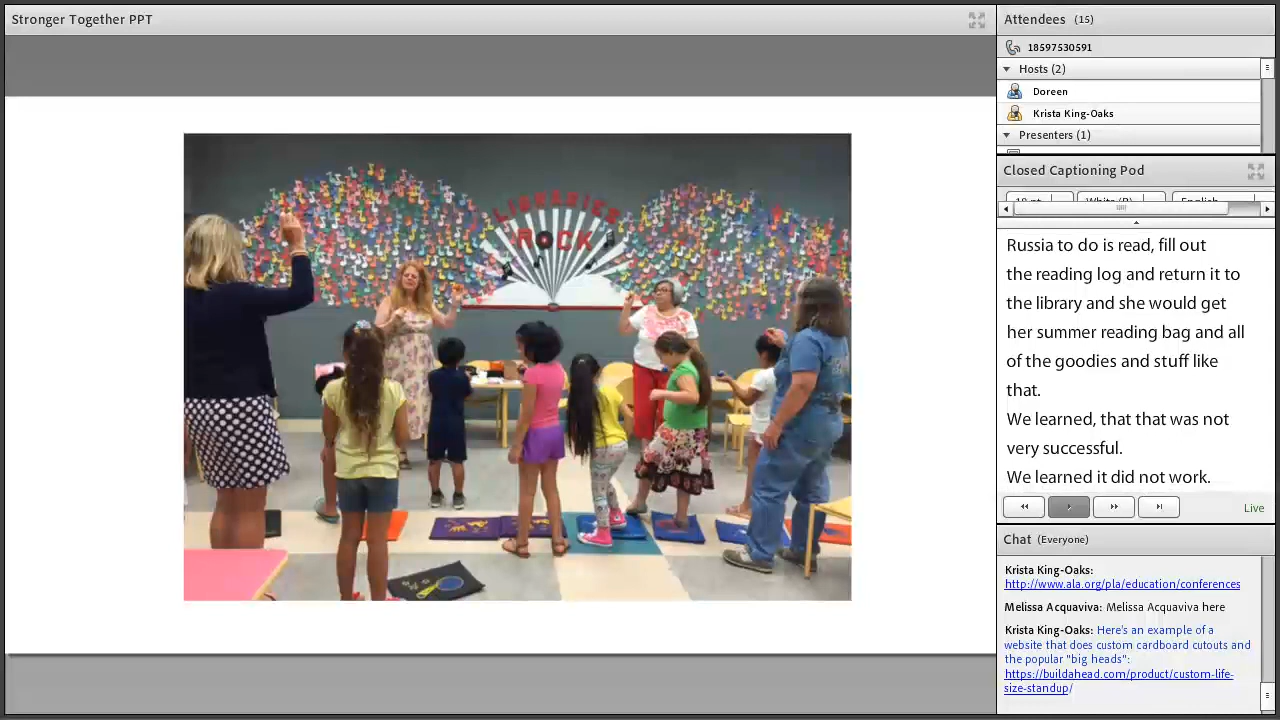 Stronger Together PPT
LIBRARIES
ROCK
Attendees (15)
18597530591
Hosts (2)
Doreen
Krista King-Oaks
Presenters (1)
Closed Captioning Pod
18 pt
White (B)
English
Russia to do is read, fill out
the reading log and return it to
the library and she would get
her summer reading bag and all
of the goodies and stuff like
that.
We learned, that that was not
very successful.
We learned it did not work.
Live
Chat (Everyone)
Krista King-Oaks:
http://www.ala.org/pla/education/conferences
Melissa Acquaviva: Melissa Acquaviva here
Krista King-Oaks: Here's an example of a
website that does custom cardboard cutouts and
the popular "big heads":
https://buildahead.com/product/custom-life-
size-standup/